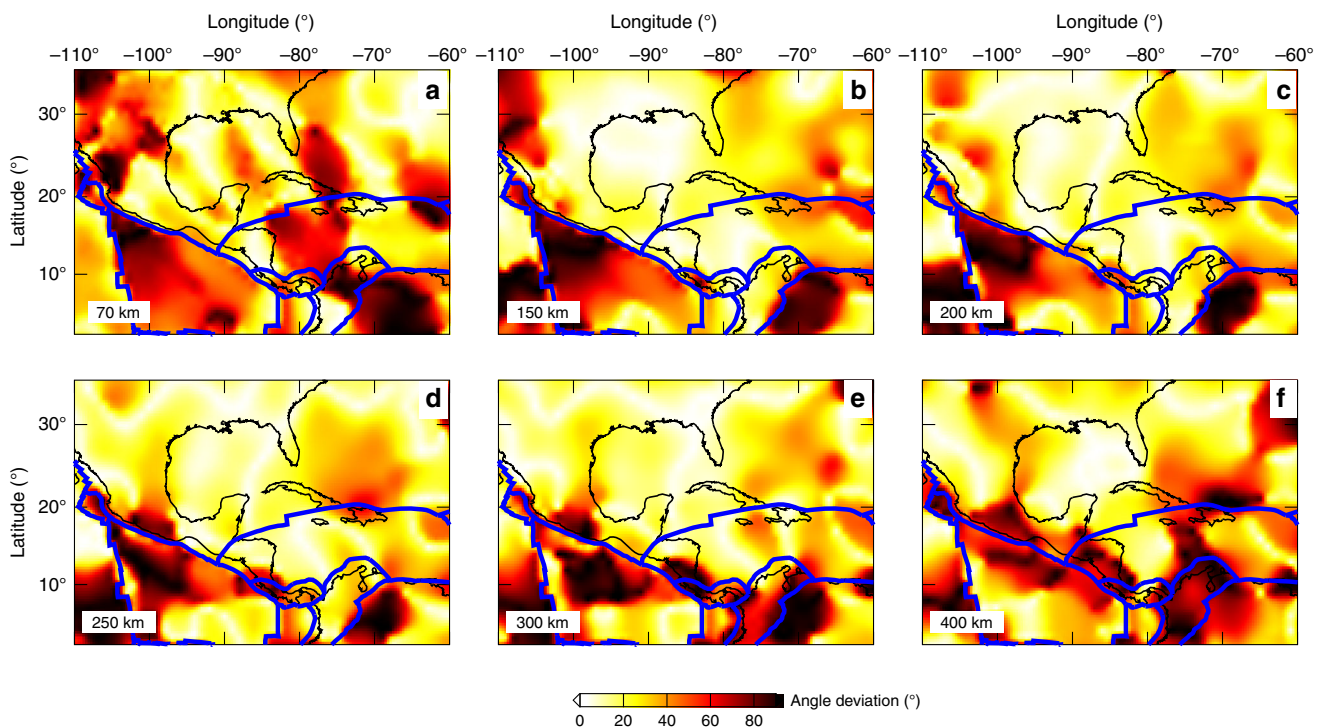 Longitude (°)
Longitude (°)
–110° –100° –90° –80° –70° –60° –110° –100° –90° –80° –70° –60° –110° –100° –90° –80° –70° –60°
a
b
c
30°
20°
10°
Latitude (°)
70 km
150 km
200 km
d
e
f
30°
20°
10°
Latitude (°)
250 km
300 km
400 km
Angle deviation (°)
0 20 40 60 80